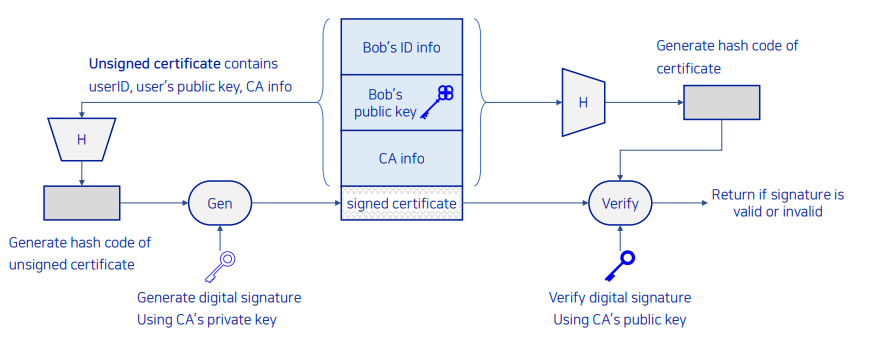 Bob's ID info
Generate hash code of
certificate
Unsigned certificate contains
userID, user's public key, CA info
Bob's
public key
H
H
CA info
signed certificate
Gen
Verify
Return if signature is
valid or invalid
Generate hash code of
unsigned certificate
Generate digital signature
Using CA's private key
Verify digital signature
Using CA's public key